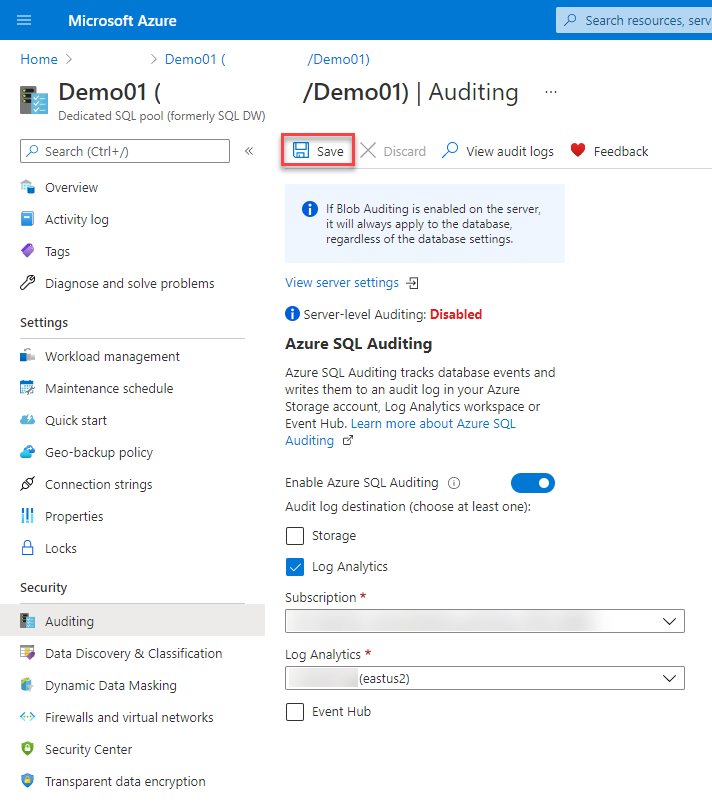 Microsoft Azure
Search resources, serv
Home > > Demo01 ( /Demo01)
Demo01 ( /Demo01) | Auditing ...
Dedicated SQL pool (formerly SQL DW)
Search (Ctrl+/)
«
Save
Discard
View audit logs
Feedback
Overview
Activity log
Tags
Diagnose and solve problems
Settings
Workload management
Maintenance schedule
Quick start
Geo-backup policy
Connection strings
Properties
Locks
Security
Auditing
Data Discovery & Classification
Dynamic Data Masking
Firewalls and virtual networks
Security Center
Transparent data encryption
If Blob Auditing is enabled on the server,
it will always apply to the database,
regardless of the database settings.
View server settings
Server-level Auditing: Disabled
Azure SQL Auditing
Azure SQL Auditing tracks database events and
writes them to an audit log in your Azure
Storage account, Log Analytics workspace or
Event Hub. Learn more about Azure SQL
Auditing
Enable Azure SQL Auditing
Audit log destination (choose at least one):
Storage
Log Analytics
Subscription *
Log Analytics *
(eastus2)
Event Hub